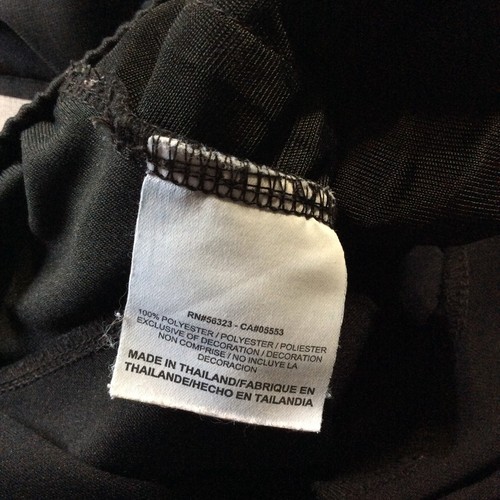 RN#56323 - CA#05553
100% POLYESTER / POLYESTER / POLIESTER
EXCLUSIVE OF DECORATION / DECORATION
NON COMPRISE / NO INCLUYE LA
DECORACION
MADE IN THAILAND/FABRIQUE EN
THAILANDE/HECHO EN TAILANDIA